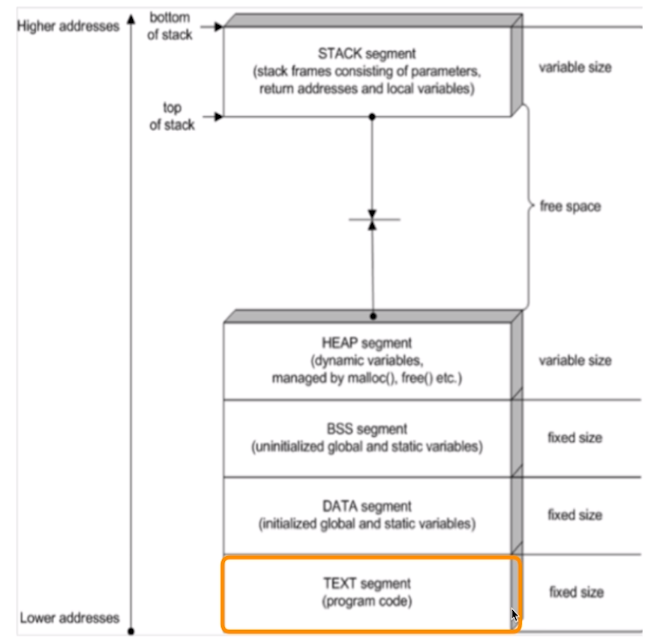 Higher addresses
bottom
of stack
STACK segment
(stack frames consisting of parameters,
return addresses and local variables)
variable size
top
of stack
free space
HEAP segment
(dynamic variables,
managed by malloc(), free() etc.)
variable size
BSS segment
(uninitialized global and static variables)
fixed size
DATA segment
(initialized global and static variables)
fixed size
TEXT segment
(program code)
fixed size
Lower addresses